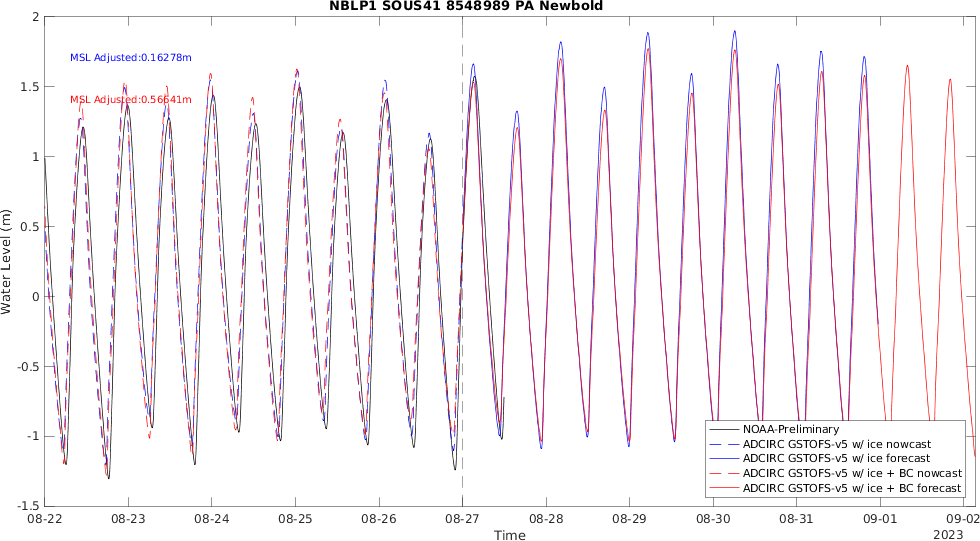 NBLP1 SOUS41 8548989 PA Newbold
2
MSL Adjusted:0.16278m
1.5
MSL Adjusted:0.56641m
1
0.5
Water Level (m)
0
-0.5
-1
NOAA-Preliminary
ADCIRC GSTOFS-v5 w/ ice nowcast
ADCIRC GSTOFS-v5 w/ ice forecast
ADCIRC GSTOFS-v5 w/ ice + BC nowcast
ADCIRC GSTOFS-v5 w/ ice + BC forecast
-1.5
08-22 08-23 08-24 08-25 08-26 08-27 08-28 08-29 08-30 08-31 09-01 09-02
Time 2023